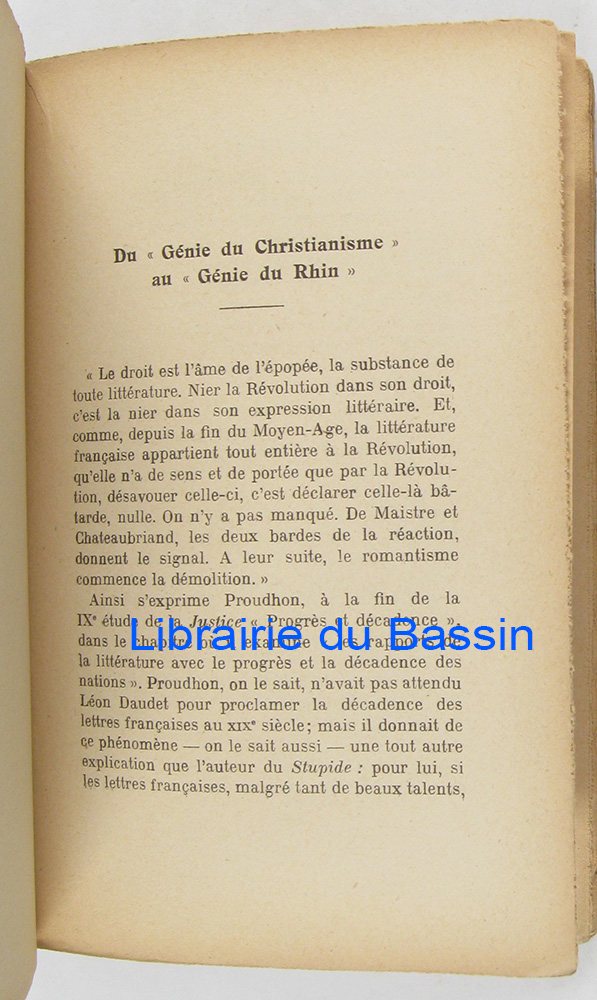 Du « Génie du Christianisme »
au « Génie du Rhin »
« Le droit est l'âme de l'épopée, la substance de
toute littérature. Nier la Révolution dans son droit,
c'est la nier dans son expression littéraire. Et,
comme, depuis la fin du Moyen-Age, la littérature
française appartient tout entière à la Révolution,
qu'elle n'a de sens et de portée que par la Révolu-
tion, désavouer celle-ci, c'est déclarer celle-là bâ-
tarde, nulle. On n'y a pas manqué. De Maistre et
Chateaubriand, les deux bardes de la réaction,
donnent le signal. A leur suite, le romantisme
commence la démolition. »
Ainsi s'exprime Proudhon, à la fin de la
IXe étude de la Justice « Progrès et décadence »,
Librairie du Bassin
dans le chapitre où examine les rapports de
la littérature avec le progrès et la décadence des
nations ». Proudhon, on le sait, n'avait pas attendu
Léon Daudet pour proclamer la décadence des
lettres françaises au XIXe siècle; mais il donnait de
ce phénomène — on le sait aussi — une tout autre
explication que l'auteur du Stupide : pour lui, si
les lettres françaises, malgré tant de beaux talents,